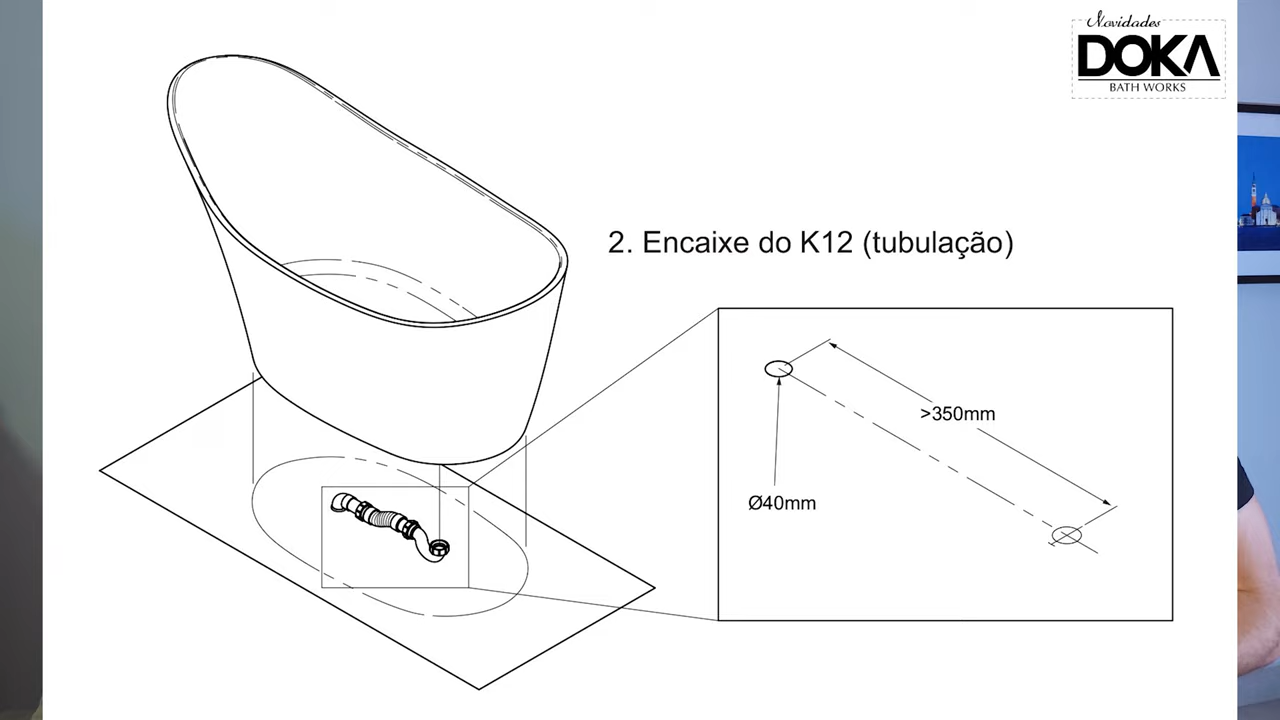 Novidades
DOKA
BATH WORKS
2. Encaixe do K12 (tubulação)
>350mm
Ø40mm